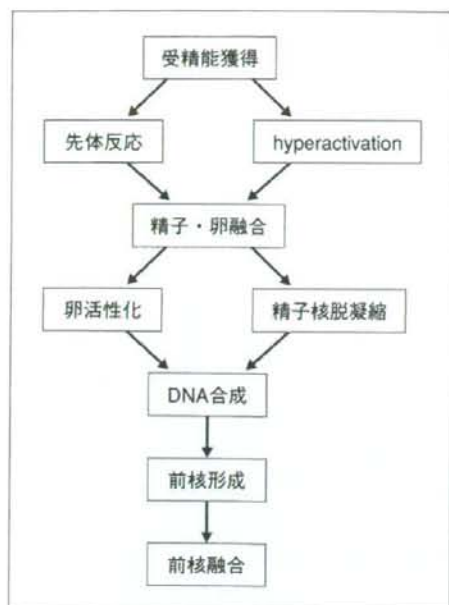 受精能獲得
先体反応
hyperactivation
精子・卵融合
卵活性化
精子核脱凝縮
DNA合成
前核形成
前核融合